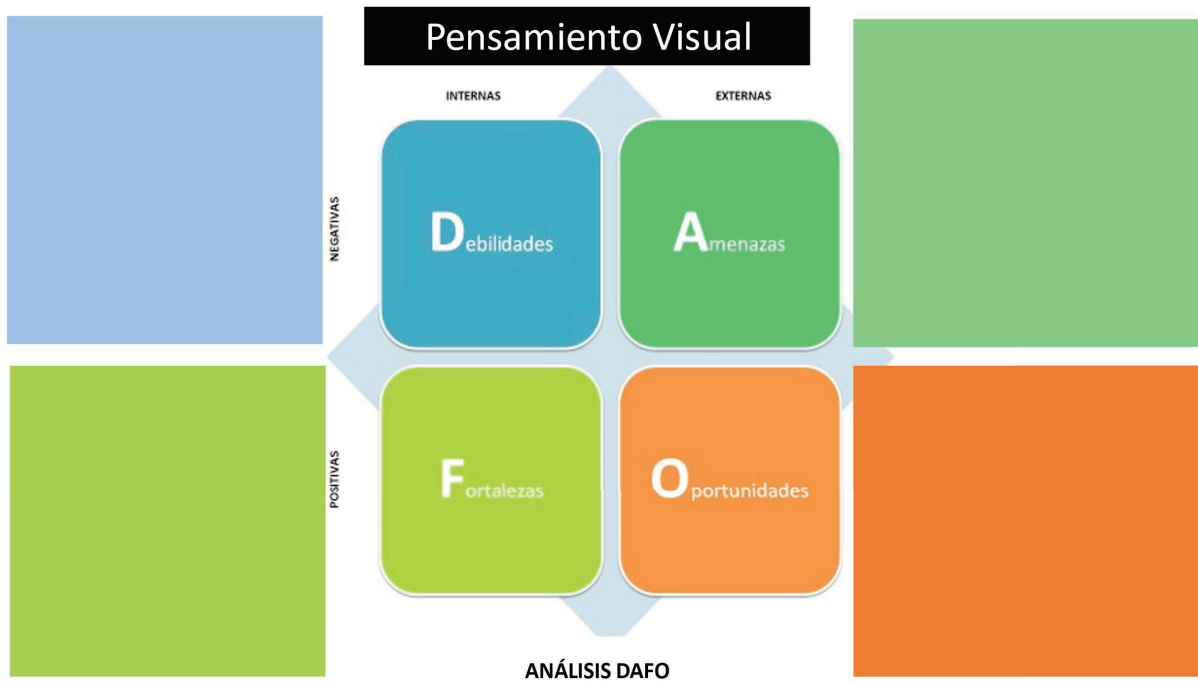 Pensamiento Visual
INTERNAS
EXTERNAS
NEGATIVAS
Debilidades
Amenazas
POSITIVAS
Fortalezas
Oportunidades
ANÁLISIS DAFO